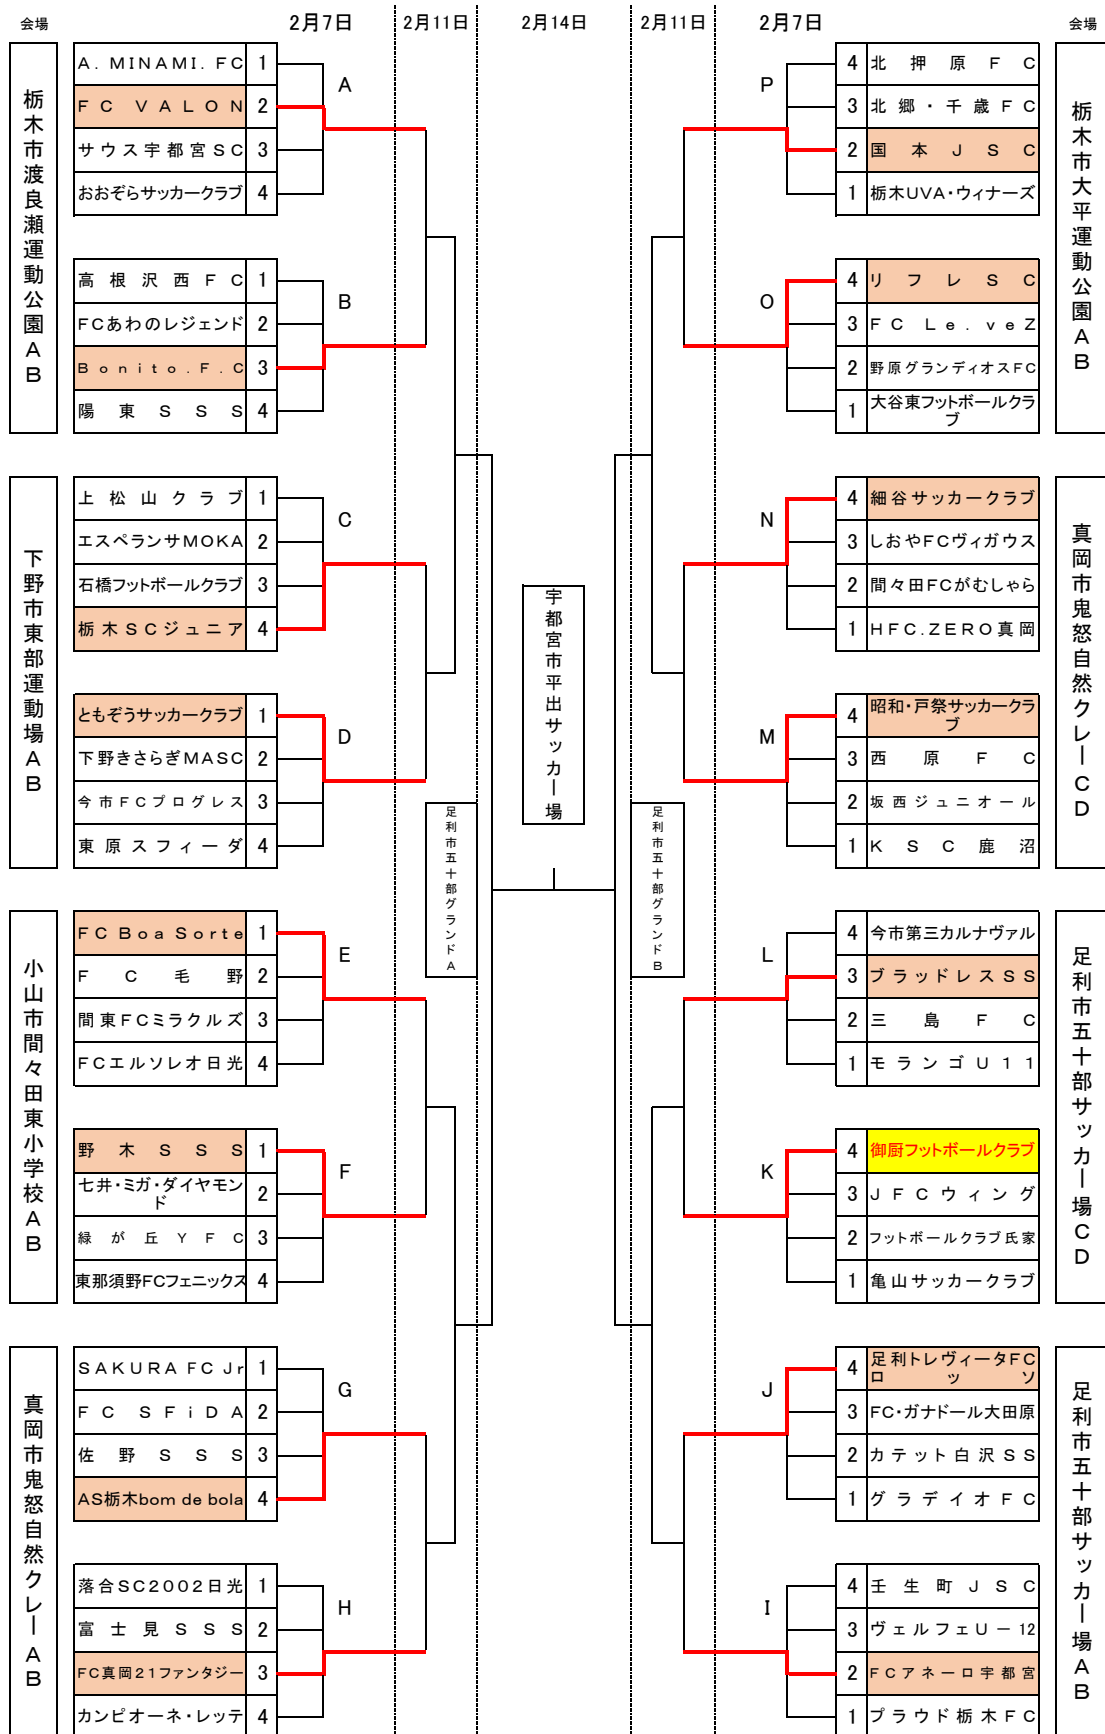 会場 2月7日 2月11日 2月14日 2月11日 2月7日 会場
栃木市渡良瀬運動公園AB
A
A．MINAMI．FC 1
FC VALON 2
サウス宇都宮SC 3
おおぞらサッカークラブ 4
B
高根沢西FC 1
FCあわのレジェンド 2
Bonito．F．C 3
陽東SSS 4
下野市東部運動場AB
C
上松山クラブ 1
エスペランサMOKA 2
石橋フットボールクラブ 3
栃木SCジュニア 4
D
ともぞうサッカークラブ 1
下野きさらぎMASC 2
今市FCプログレス 3
東原スフィーダ 4
小山市間々田東小学校AB
E
FC Boa Sorte 1
FC毛野 2
間東FCミラクルズ 3
FCエルソレオ日光 4
F
野木SSS 1
七井・ミガ・ダイヤモン
ド 2
緑が丘YFC 3
東那須野FCフェニックス 4
真岡市鬼怒自然クレーAB
G
SAKURA FC Jr 1
FC SFiDA 2
佐野SSS 3
AS栃木bom de bola 4
H
落合SC2002日光 1
富士見SSS 2
FC真岡21ファンタジー 3
カンピオーネ・レッテ 4
足利市五十部グランドA
宇都宮市平出サッカー場
足利市五十部グランドB
P
4 北押原FC
3 北郷・千歳FC
2 国本JSC
1 栃木UVA・ウィナーズ
栃木市大平運動公園AB
O
4 リフレSC
3 FC Le．veZ
2 野原グランディオスFC
1 大谷東フットボールクラ
ブ
N
4 細谷サッカークラブ
3 しおやFCヴィガウス
2 間々田FCがむしゃら
1 HFC.ZERO真岡
真岡市鬼怒自然クレーCD
M
4 昭和・戸祭サッカークラ
ブ
3 西原FC
2 坂西ジュニオール
1 KSC鹿沼
L
4 今市第三カルナヴァル
3 ブラッドレスSS
2 三島FC
1 モランゴU11
足利市五十部サッカー場CD
K
4 御厨フットボールクラブ
3 JFCウィング
2 フットボールクラブ氏家
1 亀山サッカークラブ
J
4 足利トレヴィータFC
ロッソ
3 FC・ガナドール大田原
2 カテット白沢SS
1 グラディオFC
足利市五十部サッカー場AB
I
4 壬生町JSC
3 ヴェルフェU－12
2 FCアネーロ宇都宮
1 プラウド栃木FC